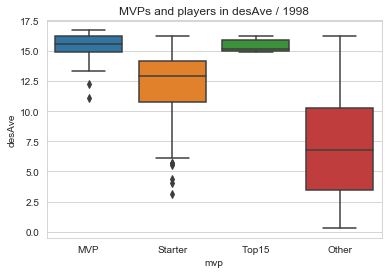 MVPs and players in desAve / 1998
17.5
15.0
12.5
10.0
7.5
5.0
2.5
0.0
desAve
MVP Starter Top15 Other
mvp